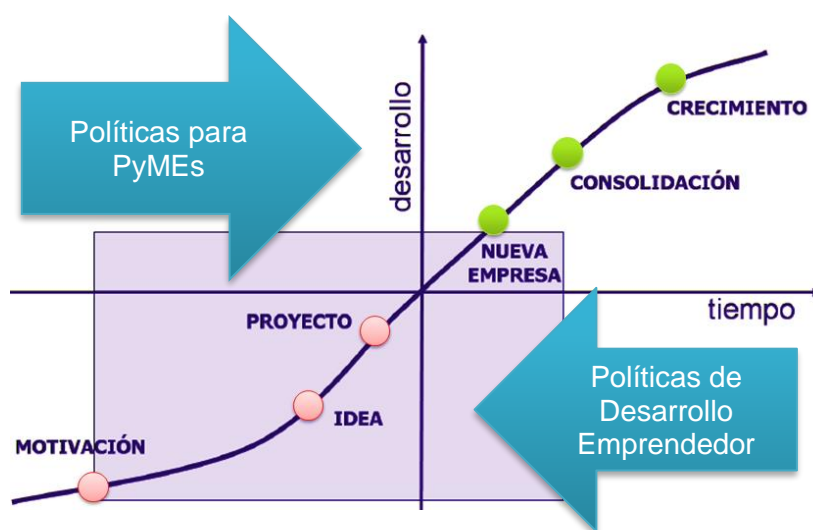 Políticas para
PyMEs
desarrollo
CRECIMIENTO
CONSOLIDACIÓN
NUEVA
EMPRESA
tiempo
PROYECTO
IDEA
MOTIVACIÓN
Políticas de
Desarrollo
Emprendedor